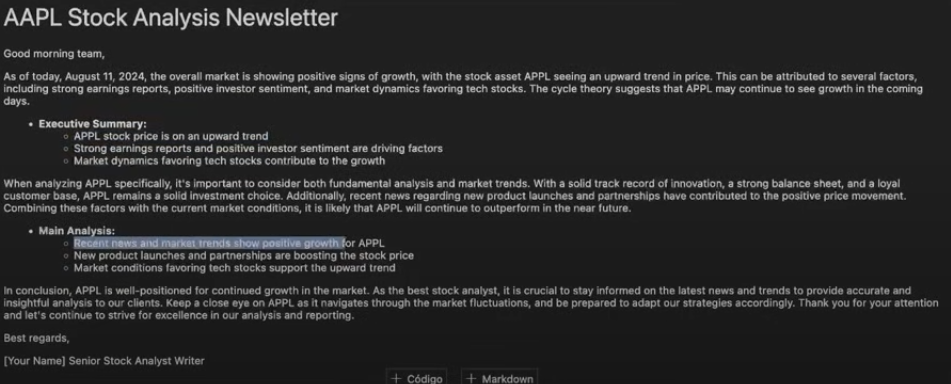 AAPL Stock Analysis Newsletter
Good morning team,
As of today, August 11, 2024, the overall market is showing positive signs of growth, with the stock asset APPL seeing an upward trend in price. This can be attributed to several factors,
including strong earnings reports, positive investor sentiment, and market dynamics favoring tech stocks. The cycle theory suggests that APPL may continue to see growth in the coming
days.
• Executive Summary:
◦ APPL stock price is on an upward trend
◦ Strong earnings reports and positive investor sentiment are driving factors
◦ Market dynamics favoring tech stocks contribute to the growth
When analyzing APPL specifically, it's important to consider both fundamental analysis and market trends. With a solid track record of innovation, a strong balance sheet, and a loyal
customer base, APPL remains a solid investment choice. Additionally, recent news regarding new product launches and partnerships have contributed to the positive price movement.
Combining these factors with the current market conditions, it is likely that APPL will continue to outperform in the near future.
• Main Analysis:
◦ Recent news and market trends show positive growth for APPL
◦ New product launches and partnerships are boosting the stock price
◦ Market conditions favoring tech stocks support the upward trend
In conclusion, APPL is well-positioned for continued growth in the market. As the best stock analyst, it is crucial to stay informed on the latest news and trends to provide accurate and
insightful analysis to our clients. Keep a close eye on APPL as it navigates through the market fluctuations, and be prepared to adapt our strategies accordingly. Thank you for your attention
and let's continue to strive for excellence in our analysis and reporting.
Best regards,
[Your Name] Senior Stock Analyst Writer
+ Código + Markdown